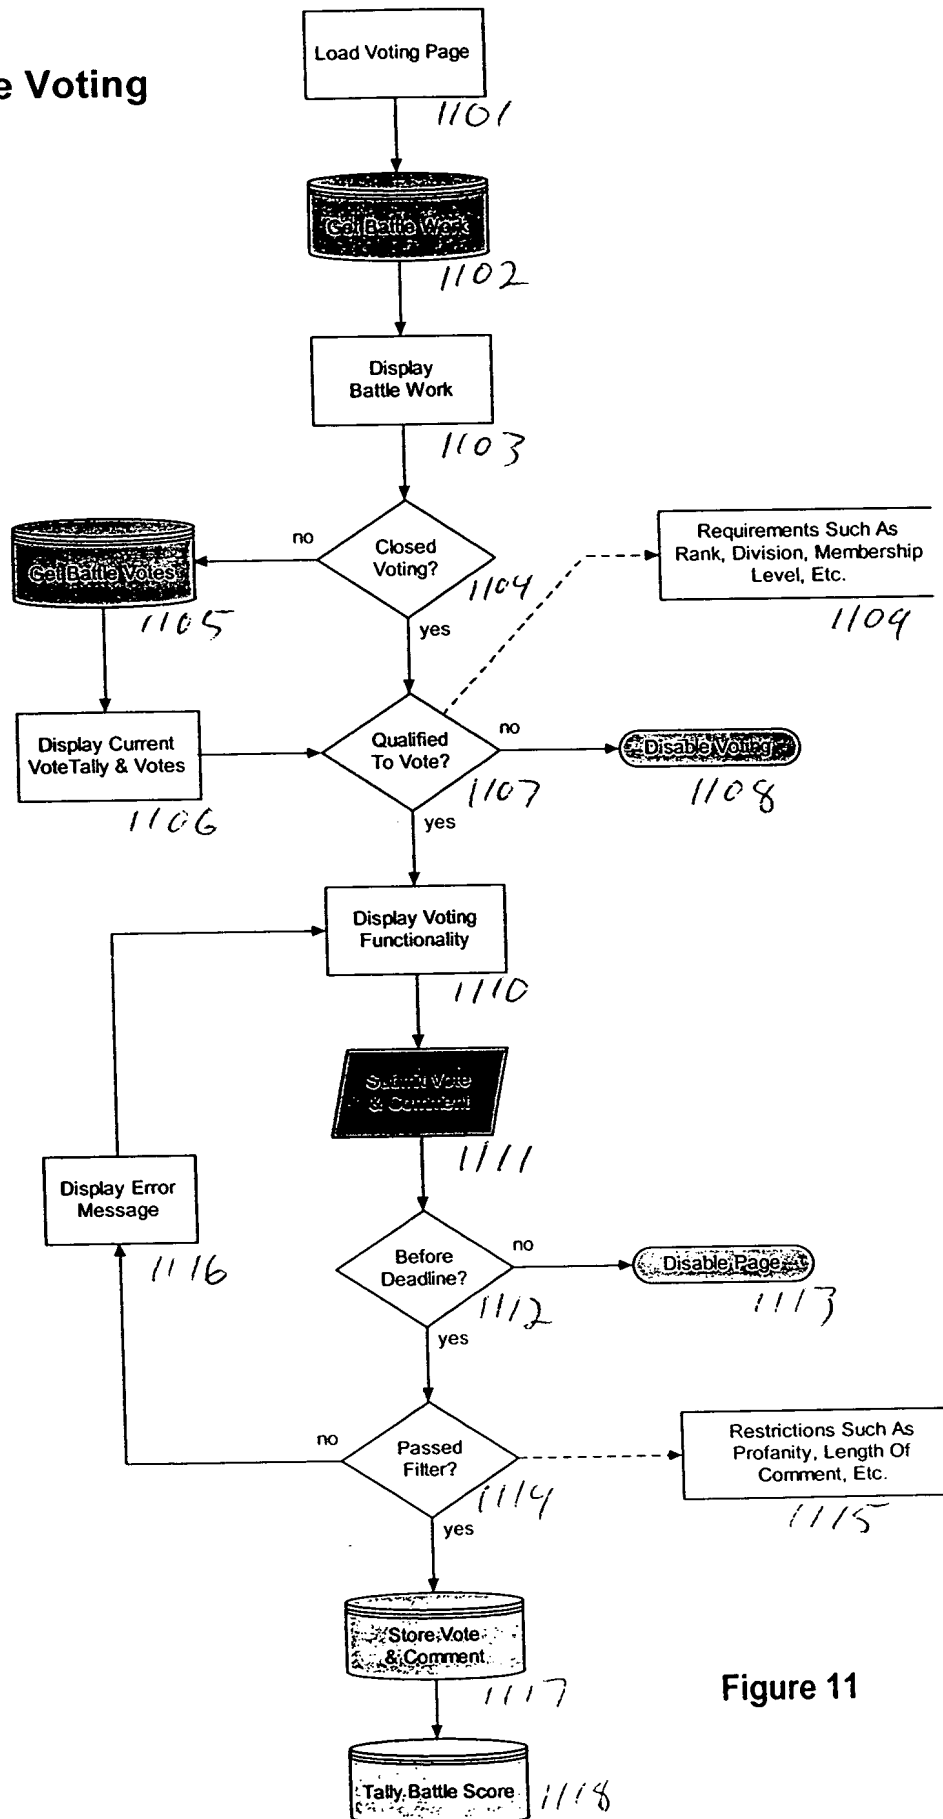 e Voting
Load Voting Page
1101
Get Battle Work
1102
Display
Battle Work
1103
Closed
Voting?
1104
no
yes
Get Battle Votes
1105
Requirements Such As
Rank, Division, Membership
Level, Etc.
1109
Display Current
VoteTally & Votes
1106
Qualified
To Vote?
1107
no
yes
Disable Voting
1108
Display Voting
Functionality
1110
Submit Vote
& Comment
1111
Display Error
Message
1116
Before
Deadline?
1112
no
yes
Disable Page
1113
Passed
Filter?
1114
no
yes
Restrictions Such As
Profanity, Length Of
Comment, Etc.
1115
Store Vote
& Comment
1117
Figure 11
Tally Battle Score
1118